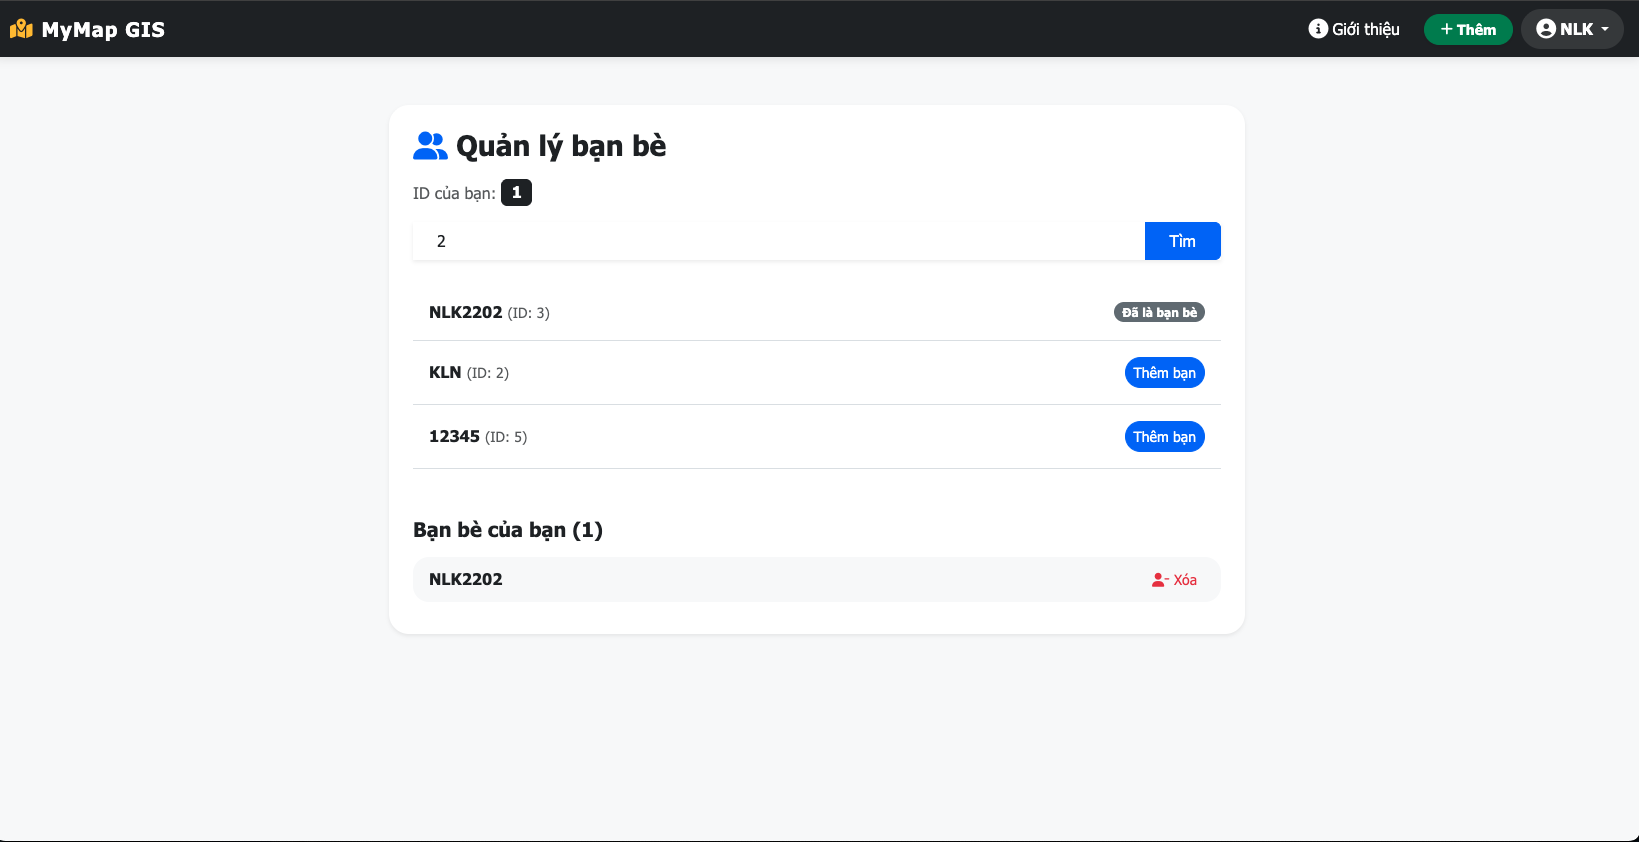 MyMap GIS
Giới thiệu
+ Thêm
NLK
Quản lý bạn bè
ID của bạn: 1
2
Tìm
NLK2202 (ID: 3)
Đã là bạn bè
KLN (ID: 2)
Thêm bạn
12345 (ID: 5)
Thêm bạn
Bạn bè của bạn (1)
NLK2202
Xóa